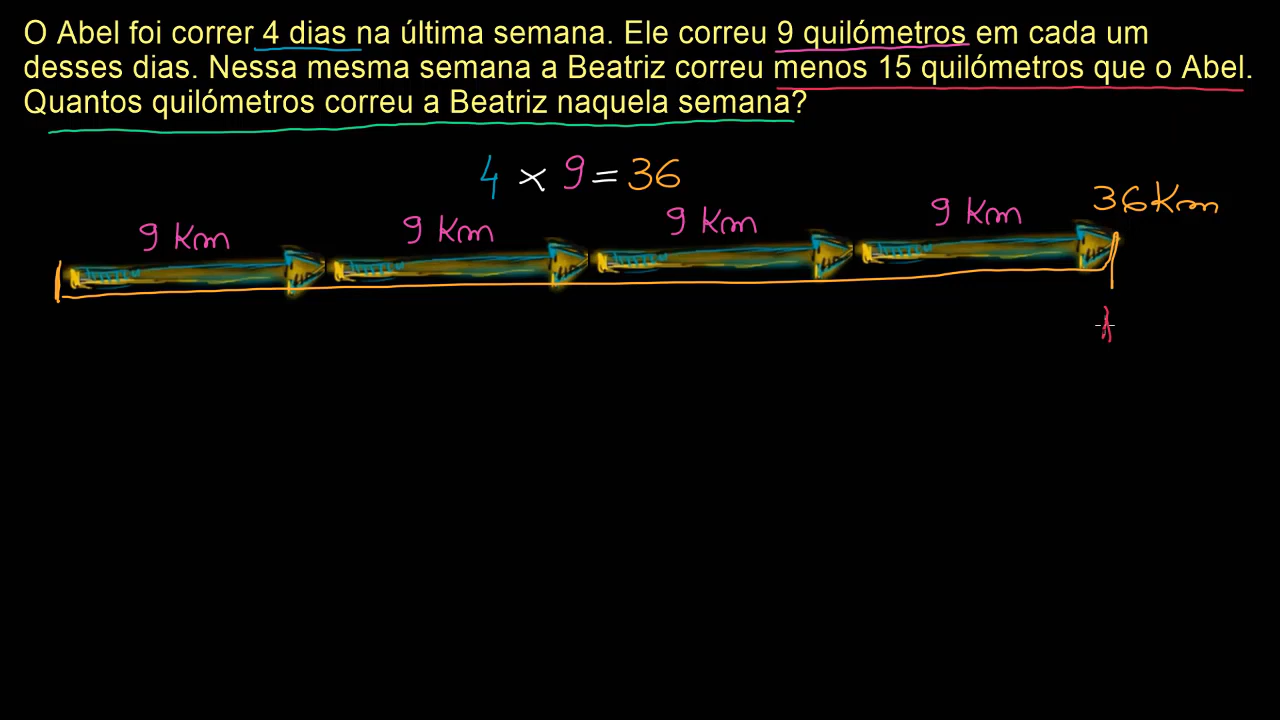 O Abel foi correr 4 dias na última semana. Ele correu 9 quilómetros em cada um
desses dias. Nessa mesma semana a Beatriz correu menos 15 quilómetros que o Abel.
Quantos quilómetros correu a Beatriz naquela semana?
4 × 9 = 36
9 Km 9 Km 9 Km 9 Km 36 Km